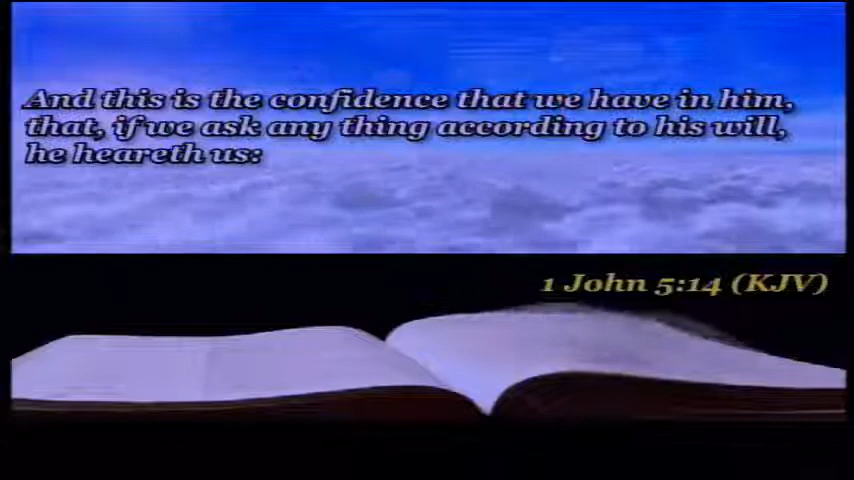 And this is the confidence that we have in him,
that, if we ask any thing according to his will,
he heareth us:
1 John 5:14 (KJV)